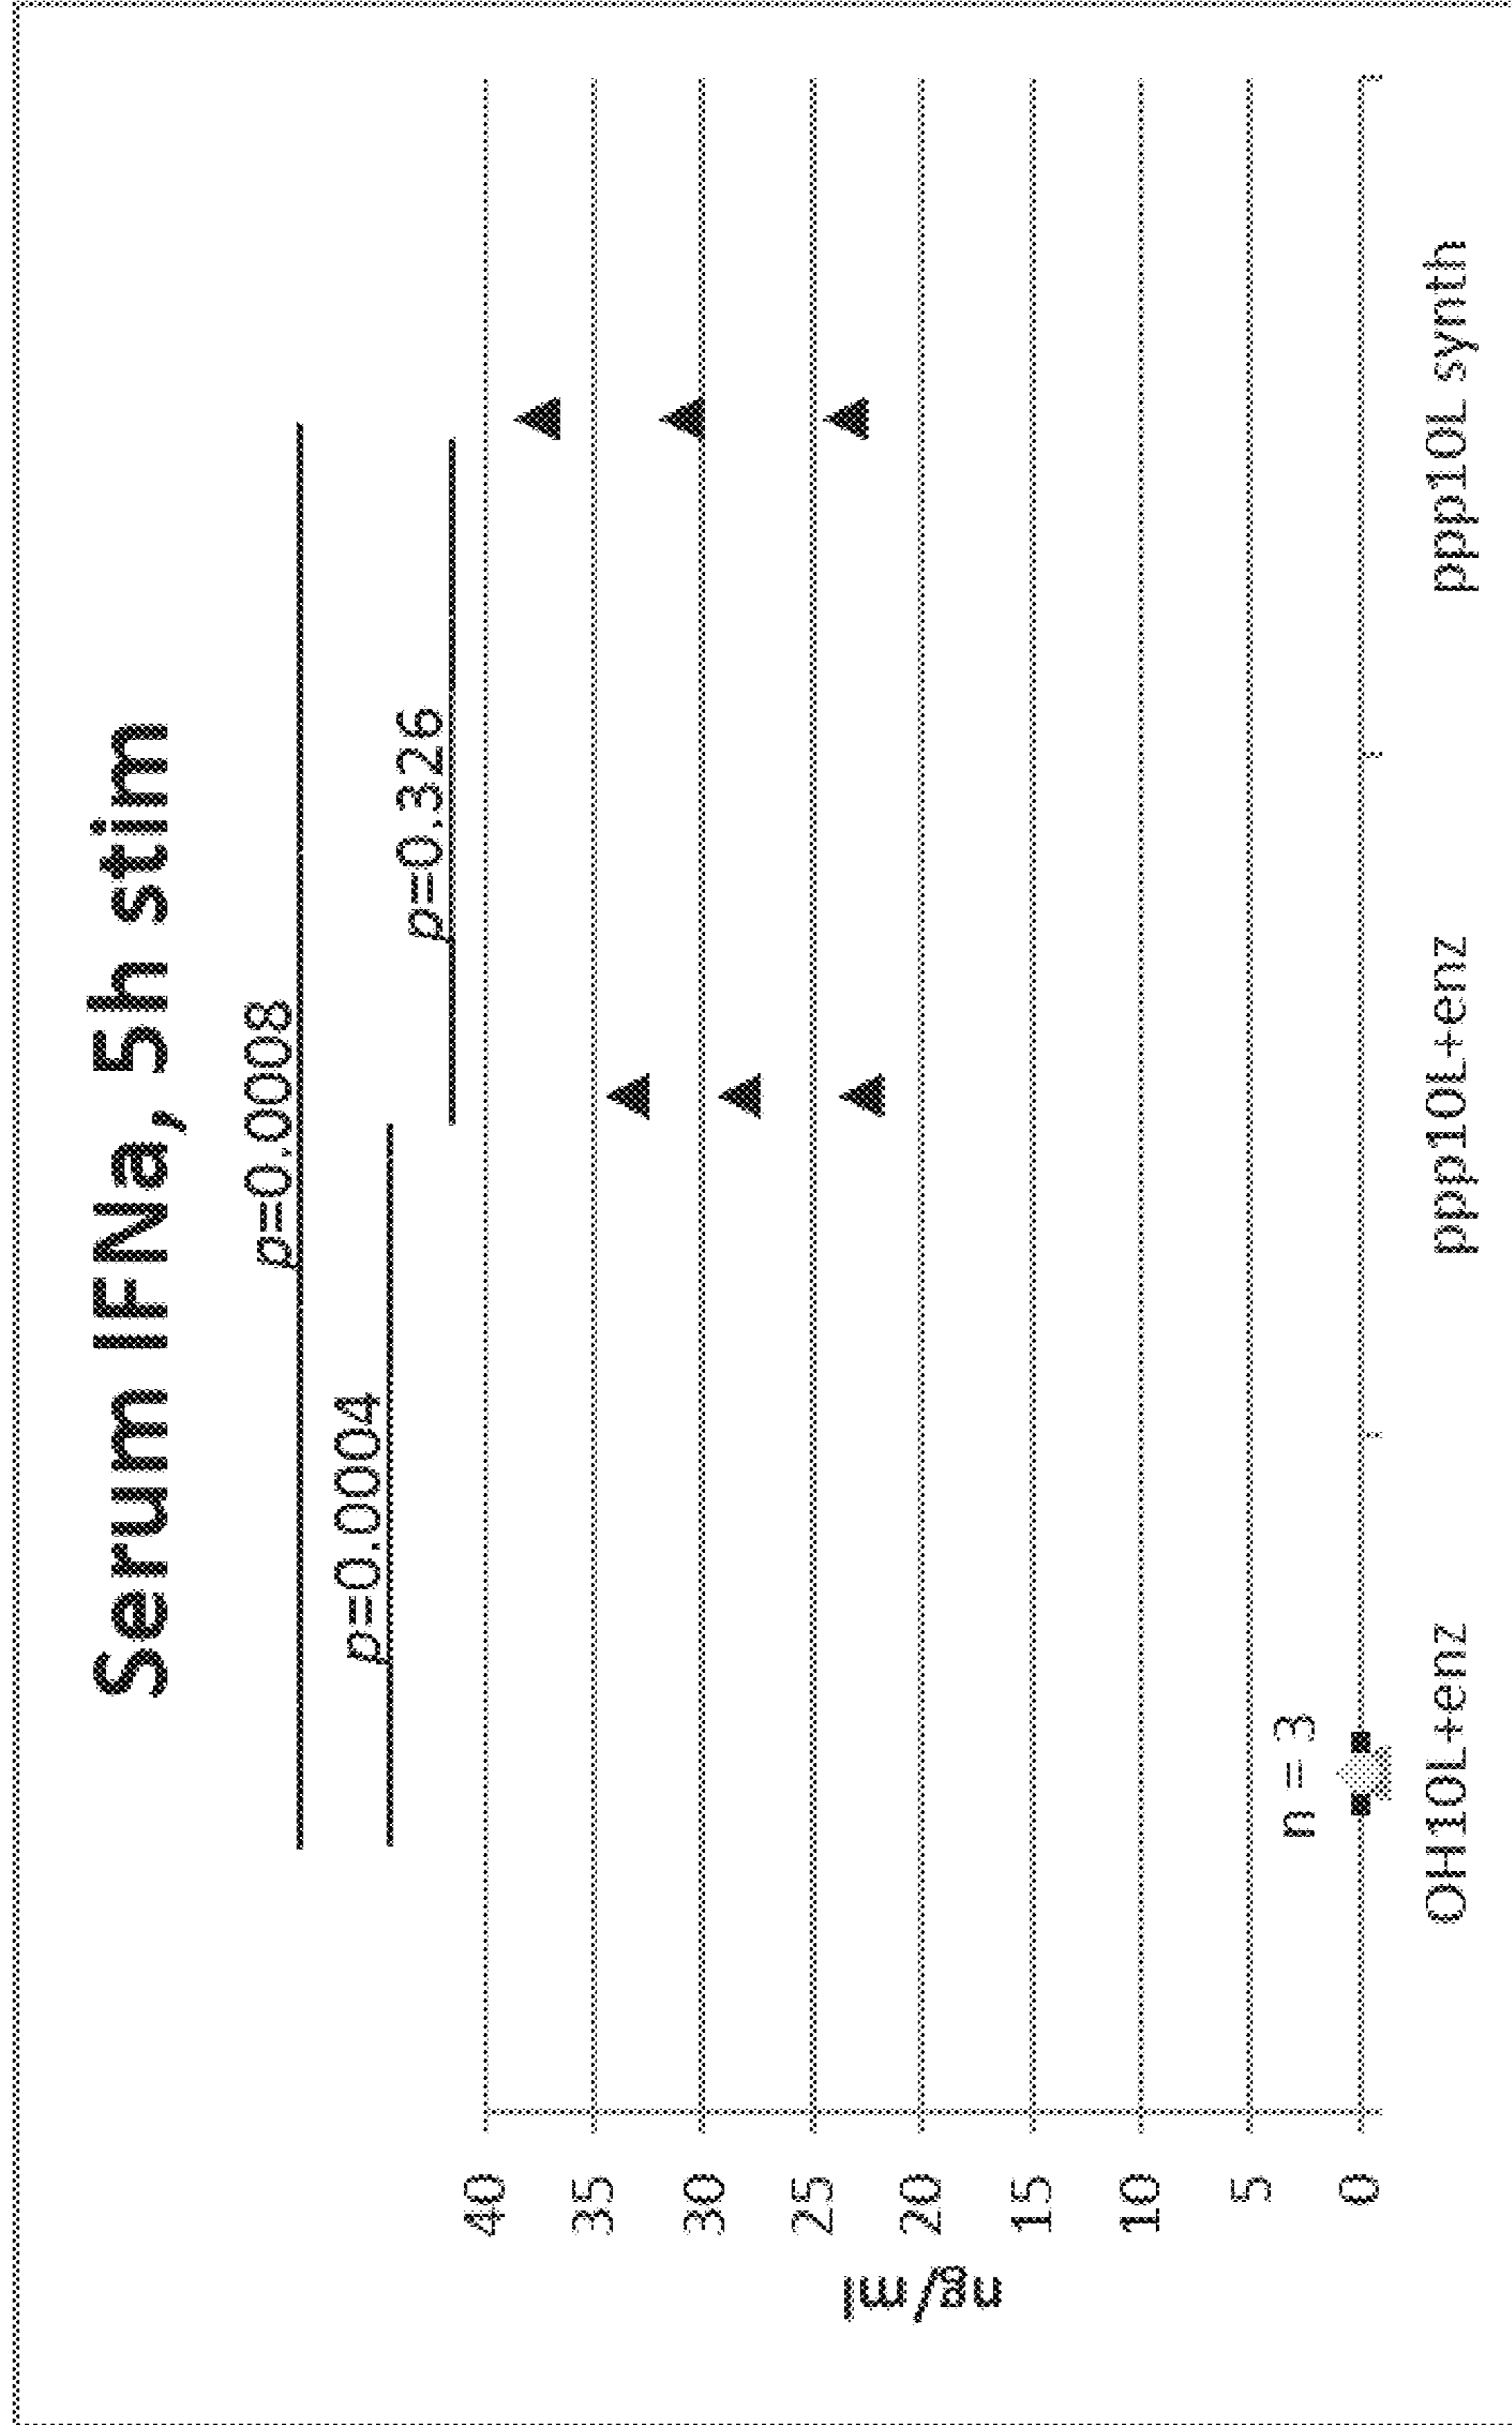 Serum IFNa, 5h stim
p=0.0008
p=0.0004
p=0.326
ng/ml
40
35
30
25
20
15
10
5
0
n = 3
OH10L+enz
ppp10L+enz
ppp10L synth